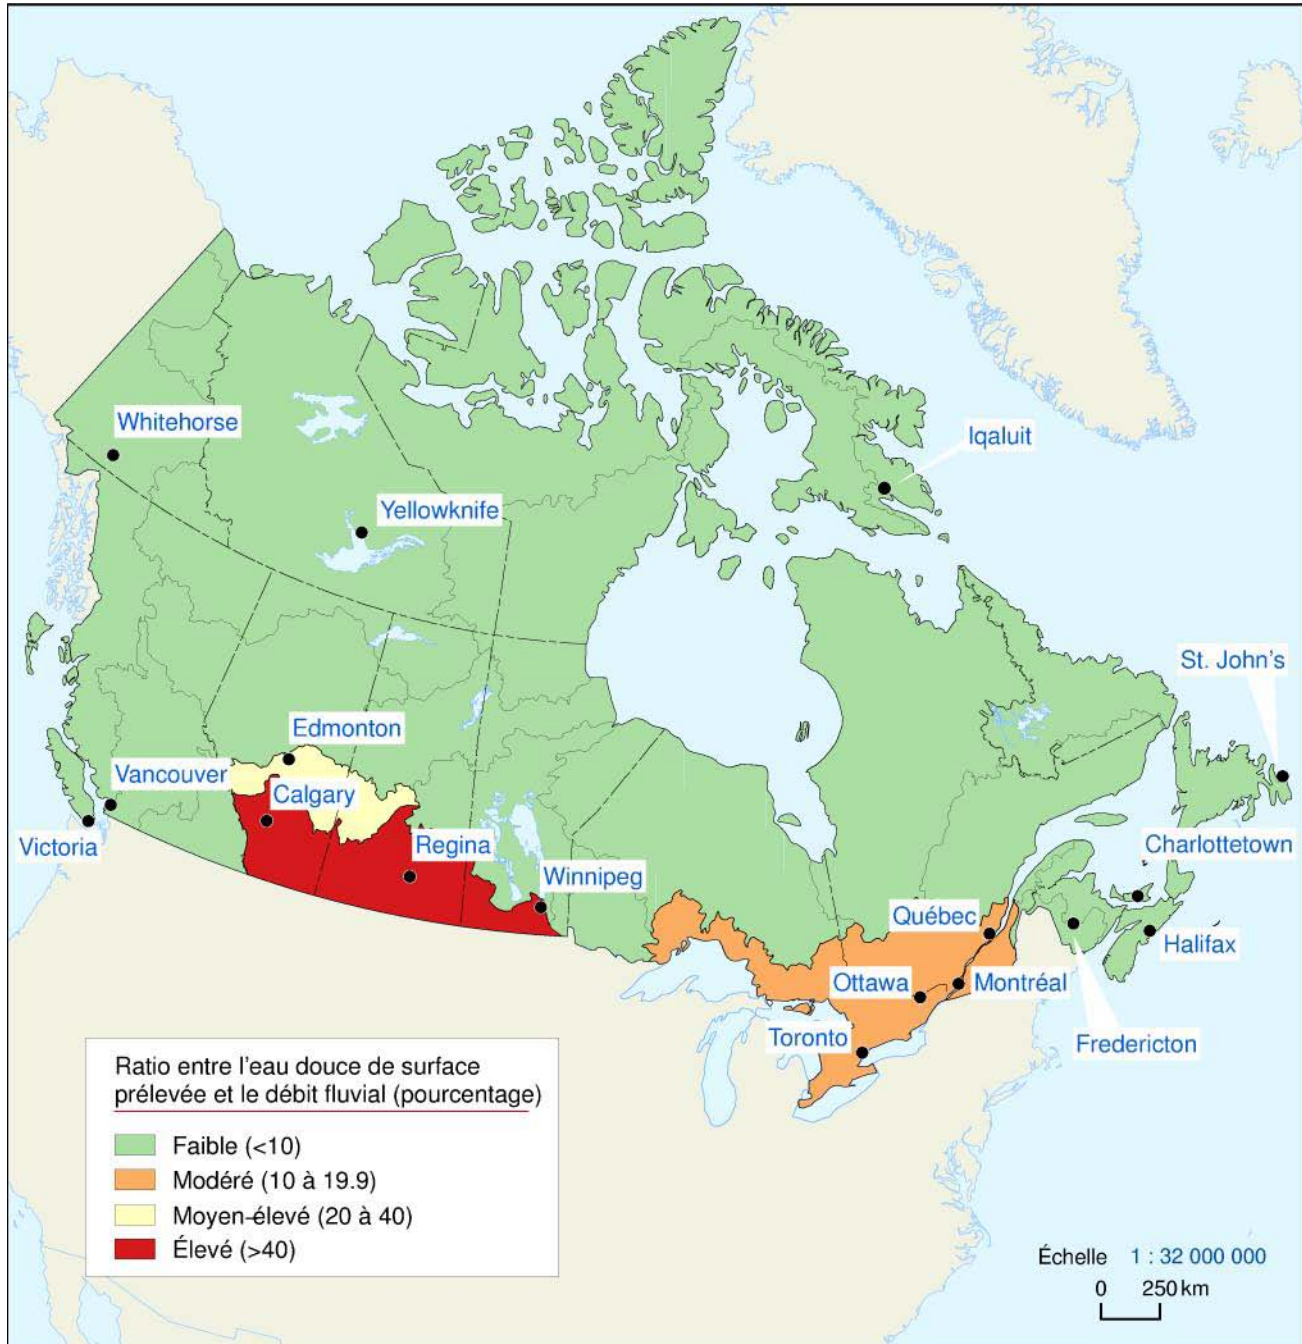 Whitehorse
Iqaluit
Yellowknife
St. John's
Edmonton
Vancouver
Calgary
Victoria
Regina
Charlottetown
Winnipeg
Québec
Halifax
Ottawa
Montréal
Toronto
Fredericton
Ratio entre l'eau douce de surface
prélevée et le débit fluvial (pourcentage)
Faible (<10)
Modéré (10 à 19.9)
Moyen-élevé (20 à 40)
Élevé (>40)
Échelle 1 : 32 000 000
0 250 km